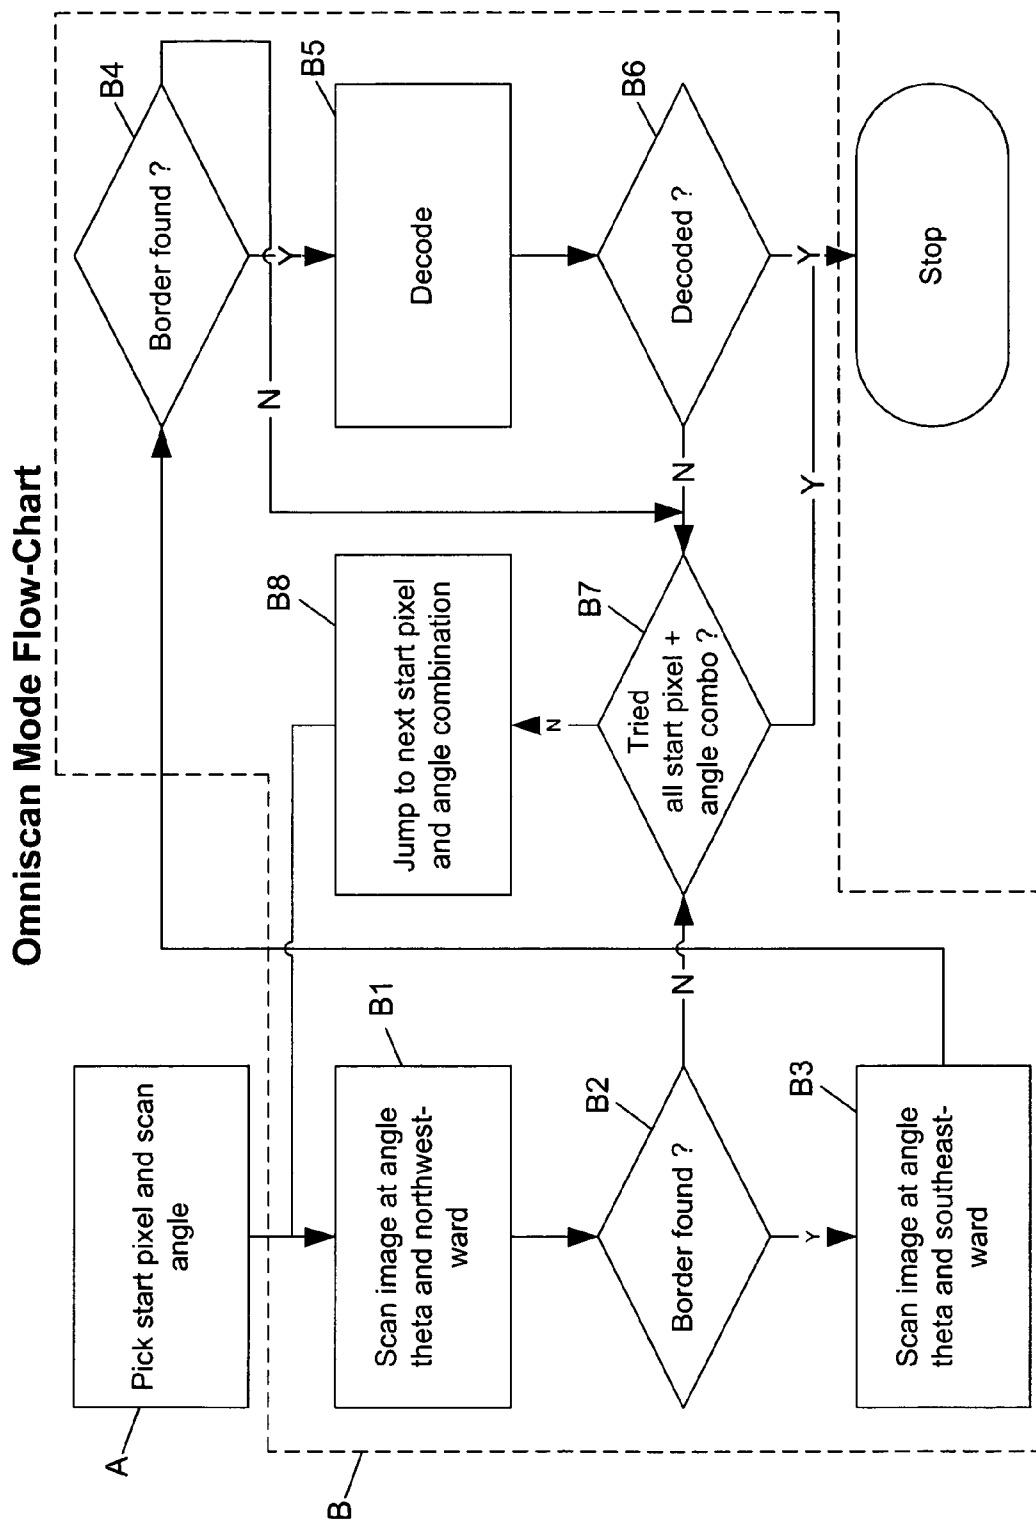 Omniscan Mode Flow-Chart
A
Pick start pixel and scan
angle
B
B1
Scan image at angle
theta and northwest-
ward
B2
Border found ?
N
Y
B3
Scan image at angle
theta and southeast-
ward
B4
Border found ?
N
Y
B5
Decode
B6
Decoded ?
N
Y
B7
Tried
all start pixel +
angle combo ?
N
Y
B8
Jump to next start pixel
and angle combination
Stop